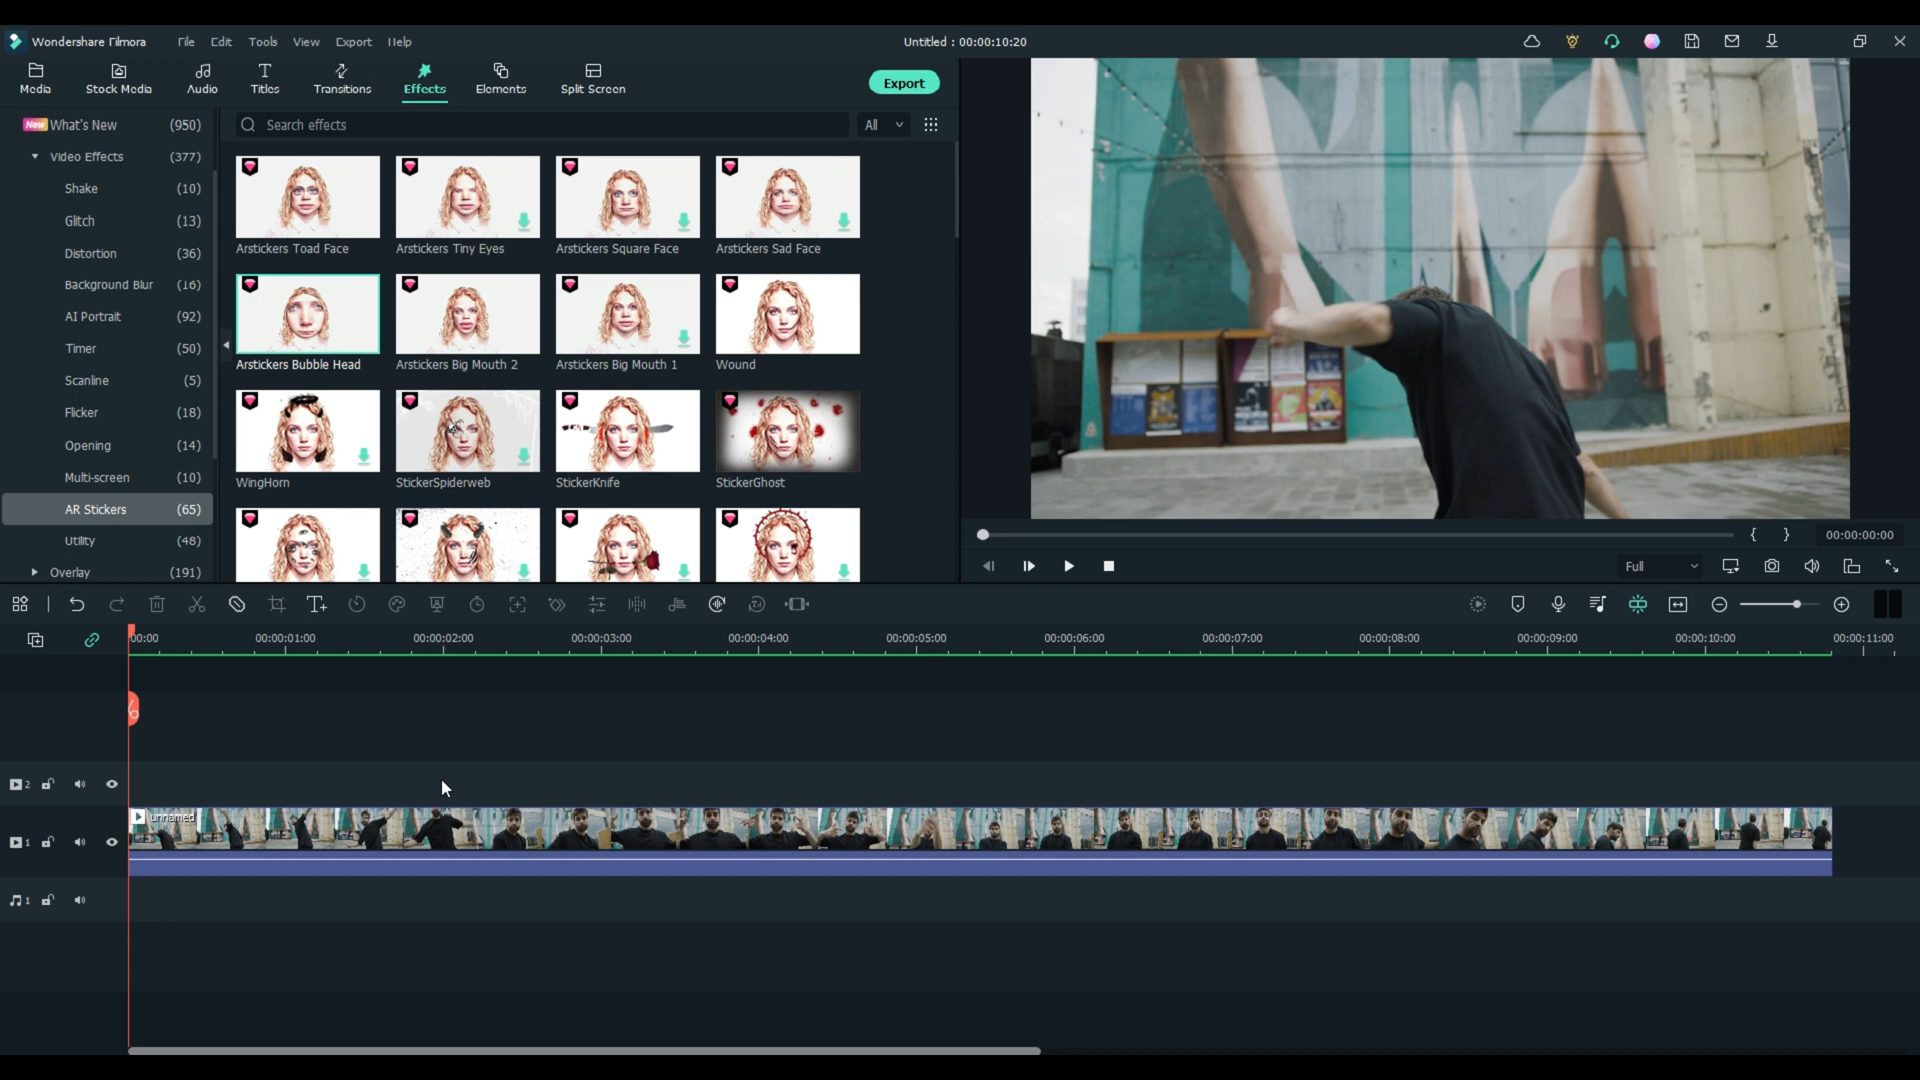 Wondershare Filmora
File
Edit
Tools
View
Export
Help
Untitled : 00:00:10:20
Media
Stock Media
Audio
Titles
Transitions
Effects
Elements
Split Screen
Export
New What's New (950)
Video Effects (377)
Shake (10)
Glitch (13)
Distortion (36)
Background Blur (16)
AI Portrait (92)
Timer (50)
Scanline (5)
Flicker (18)
Opening (14)
Multi-screen (10)
AR Stickers (65)
Utility (48)
Overlay (191)
Search effects
All
Arstickers Toad Face
Arstickers Tiny Eyes
Arstickers Square Face
Arstickers Sad Face
Arstickers Bubble Head
Arstickers Big Mouth 2
Arstickers Big Mouth 1
Wound
WingHorn
StickerSpiderweb
StickerKnife
StickerGhost
{ }
00:00:00:00
Full
00:00
00:00:01:00
00:00:02:00
00:00:03:00
00:00:04:00
00:00:05:00
00:00:06:00
00:00:07:00
00:00:08:00
00:00:09:00
00:00:10:00
00:00:11:00
2
unnamed
1
1